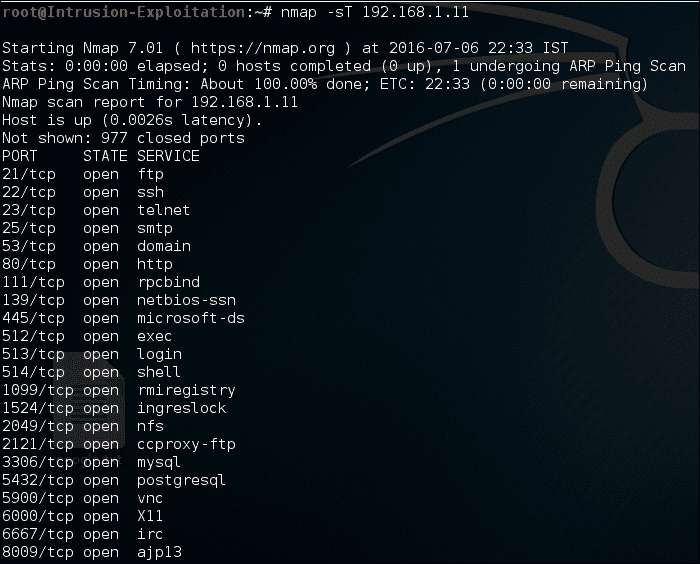 root@Intrusion-Exploitation:~# nmap -sT 192.168.1.11
Starting Nmap 7.01 ( https://nmap.org ) at 2016-07-06 22:33 IST
Stats: 0:00:00 elapsed; 0 hosts completed (0 up), 1 undergoing ARP Ping Scan
ARP Ping Scan Timing: About 100.00% done; ETC: 22:33 (0:00:00 remaining)
Nmap scan report for 192.168.1.11
Host is up (0.0026s latency).
Not shown: 977 closed ports
PORT     STATE SERVICE
21/tcp   open  ftp
22/tcp   open  ssh
23/tcp   open  telnet
25/tcp   open  smtp
53/tcp   open  domain
80/tcp   open  http
111/tcp  open  rpcbind
139/tcp  open  netbios-ssn
445/tcp  open  microsoft-ds
512/tcp  open  exec
513/tcp  open  login
514/tcp  open  shell
1099/tcp open  rmiregistry
1524/tcp open  ingreslock
2049/tcp open  nfs
2121/tcp open  ccproxy-ftp
3306/tcp open  mysql
5432/tcp open  postgresql
5900/tcp open  vnc
6000/tcp open  X11
6667/tcp open  irc
8009/tcp open  ajp13